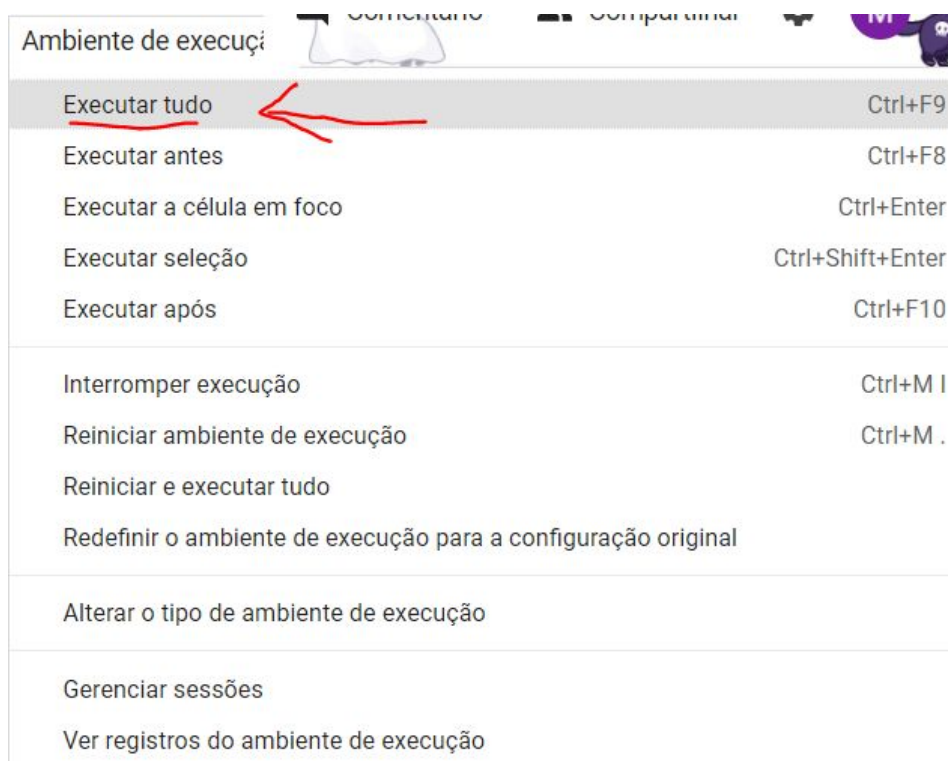 Comentário Compartilhar M
Ambiente de execuçã
Executar tudo Ctrl+F9
Executar antes Ctrl+F8
Executar a célula em foco Ctrl+Enter
Executar seleção Ctrl+Shift+Enter
Executar após Ctrl+F10
Interromper execução Ctrl+M I
Reiniciar ambiente de execução Ctrl+M .
Reiniciar e executar tudo
Redefinir o ambiente de execução para a configuração original
Alterar o tipo de ambiente de execução
Gerenciar sessões
Ver registros do ambiente de execução